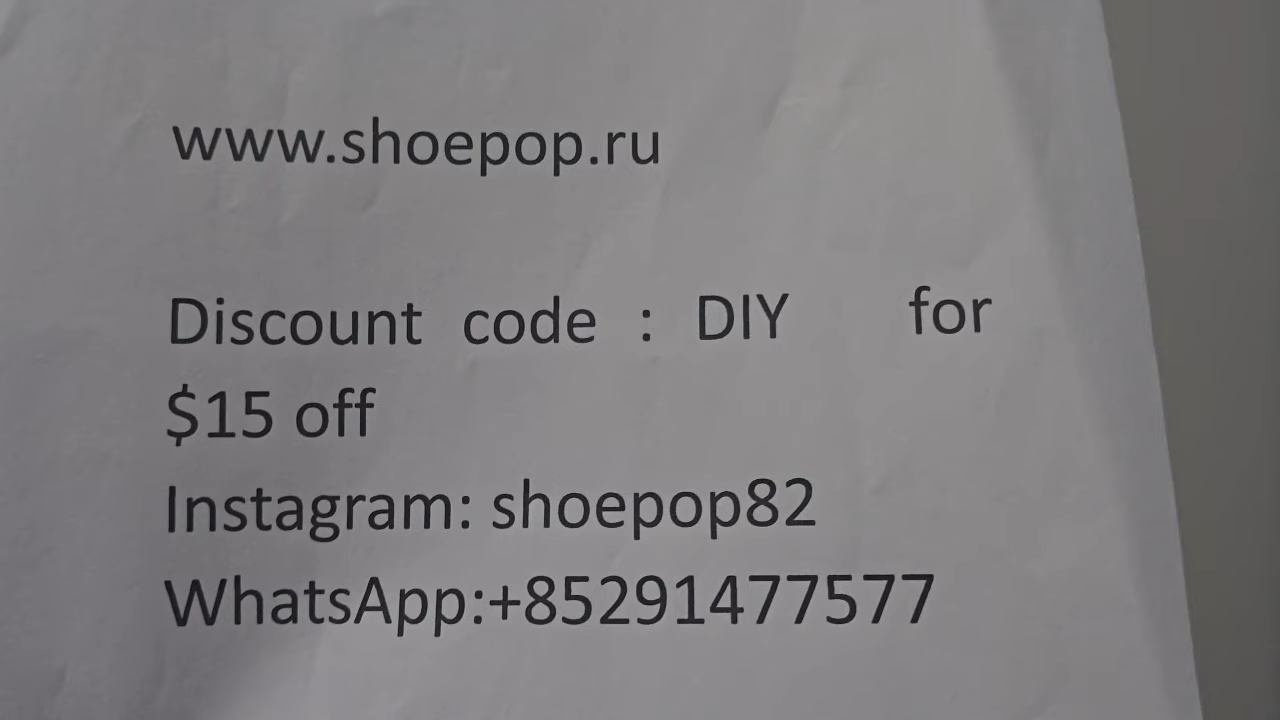 www.shoepop.ru
Discount code : DIY for
$15 off
Instagram: shoepop82
WhatsApp:+85291477577